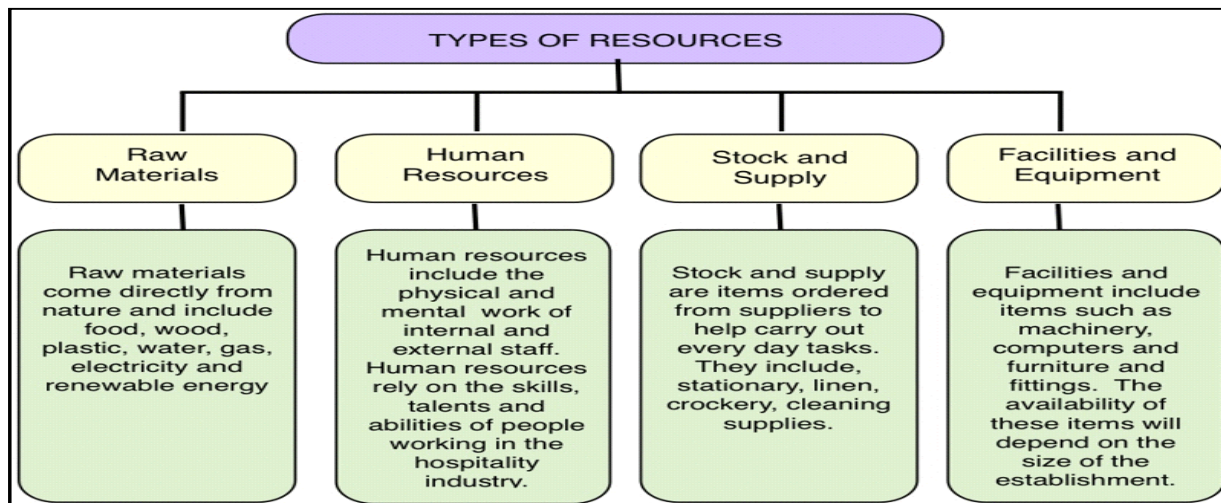 TYPES OF RESOURCES
Raw
Materials
Human
Resources
Stock and
Supply
Facilities and
Equipment
Raw materials
come directly from
nature and include
food, wood,
plastic, water, gas,
electricity and
renewable energy
Human resources
include the
physical and
mental work of
internal and
external staff.
Human resources
rely on the skills,
talents and
abilities of people
working in the
hospitality
industry.
Stock and supply
are items ordered
from suppliers to
help carry out
every day tasks.
They include,
stationary, linen,
crockery, cleaning
supplies.
Facilities and
equipment include
items such as
machinery,
computers and
furniture and
fittings. The
availability of
these items will
depend on the
size of the
establishment.